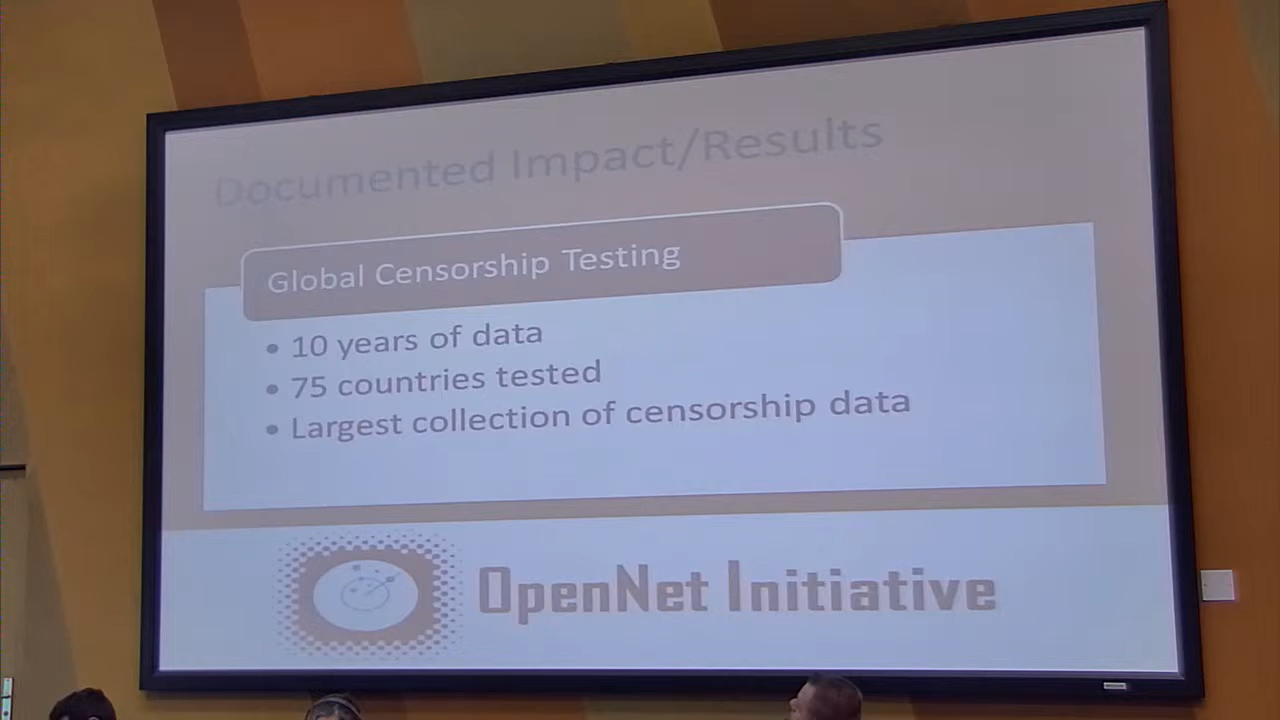 Documented Impact/Results
Global Censorship Testing
• 10 years of data
• 75 countries tested
• Largest collection of censorship data
OpenNet Initiative